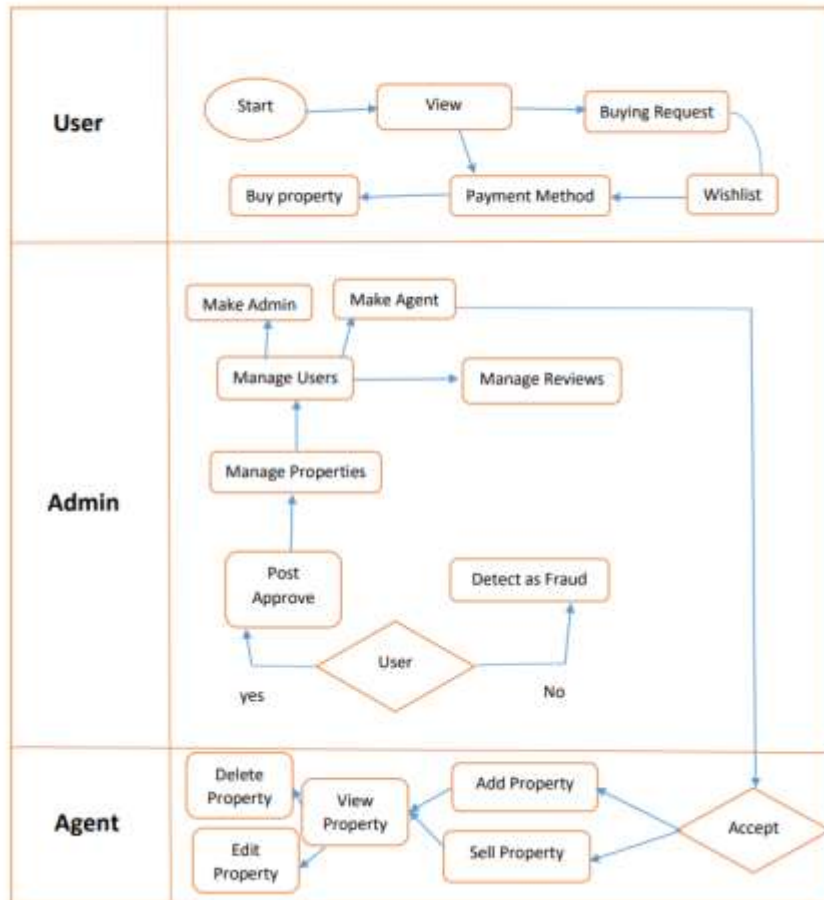 User
Start
View
Buying Request
Buy property
Payment Method
Wishlist
Admin
Make Admin
Make Agent
Manage Users
Manage Reviews
Manage Properties
Post
Approve
Detect as Fraud
User
yes
No
Agent
Delete
Property
View
Property
Add Property
Accept
Edit
Property
Sell Property